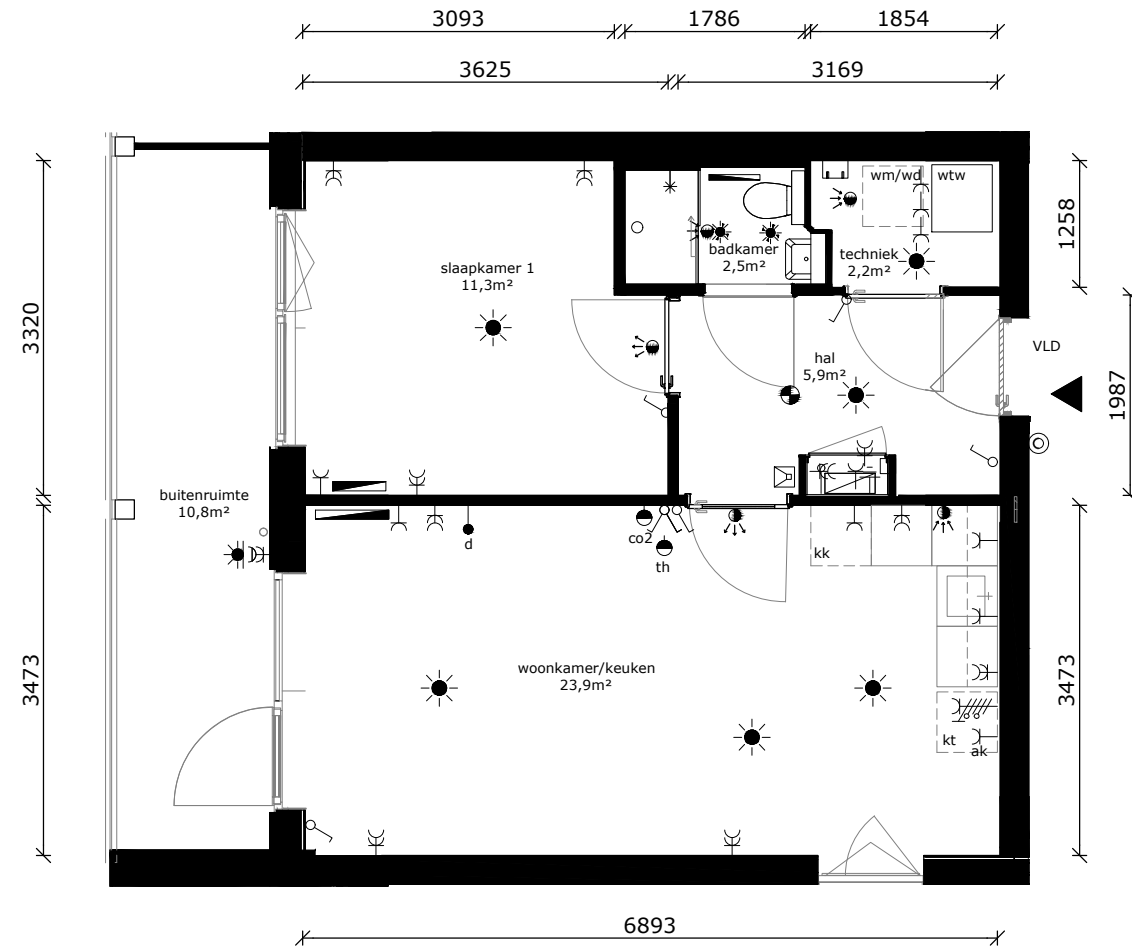 3093
1786
1854
3625
3169
wm/wd
wtw
1258
badkamer
2,5m²
techniek
2,2m²
slaapkamer 1
11,3m²
3320
VLD
hal
5,9m²
1987
buitenruimte
10,8m²
d
co2
th
kk
woonkamer/keuken
23,9m²
3473
3473
kt
ak
6893